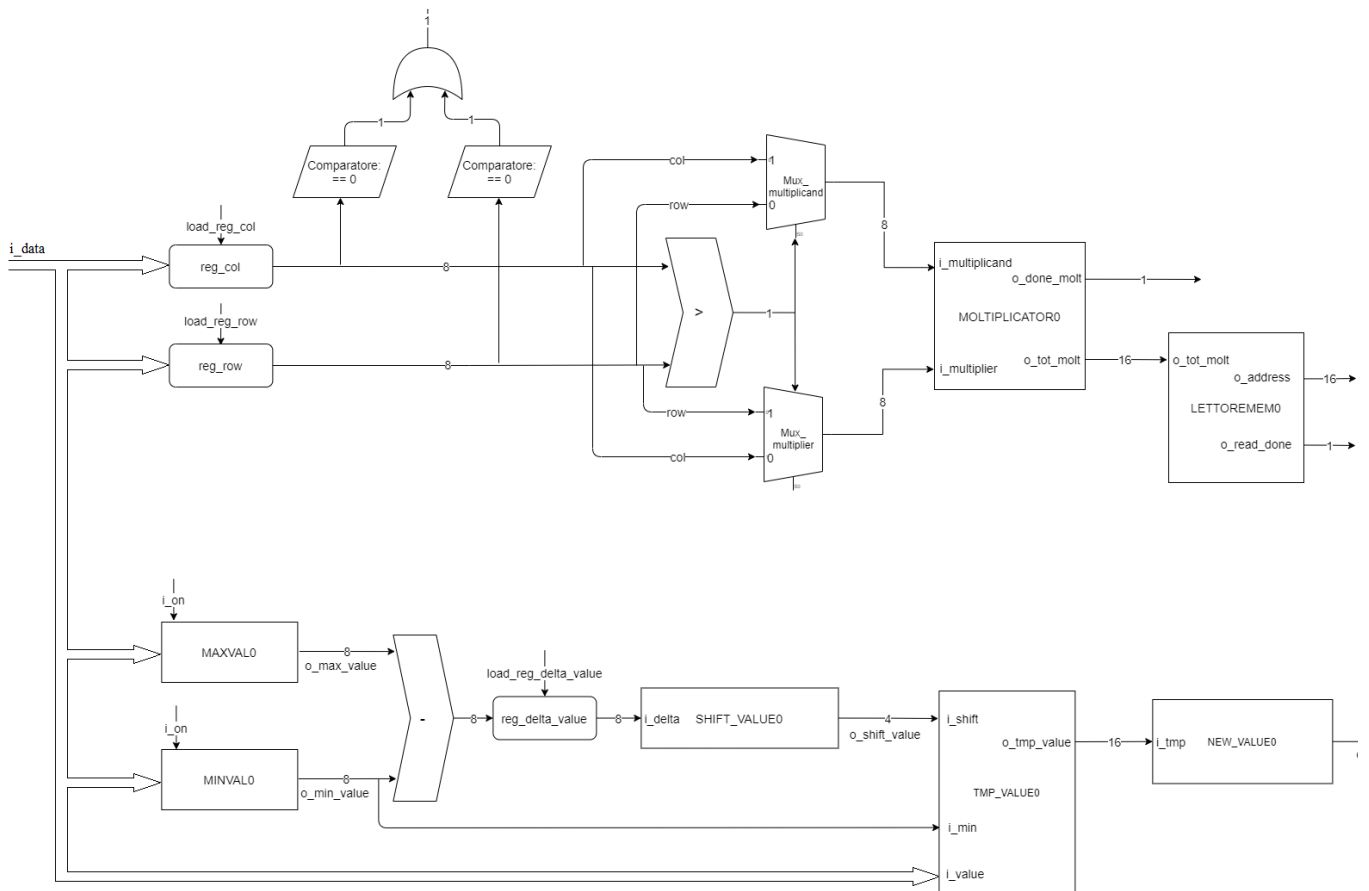 1
1
1
Comparatore:
== 0
Comparatore:
== 0
col
1
Mux_
multiplicand
row
0
8
load_reg_col
i_data
reg_col
8
i_multiplicand
o_done_molt
1
load_reg_row
>
1
MOLTIPLICATOR0
reg_row
8
i_multiplier
o_tot_molt
16
o_tot_molt
o_address
16
LETTOREMEM0
o_read_done
1
row
1
8
Mux_
multiplier
col
0
i_on
MAXVAL0
8
o_max_value
load_reg_delta_value
-
8
reg_delta_value
8
i_delta
SHIFT_VALUE0
4
o_shift_value
i_shift
o_tmp_value
16
i_tmp
NEW_VALUE0
i_on
MINVAL0
8
o_min_value
TMP_VALUE0
i_min
i_value